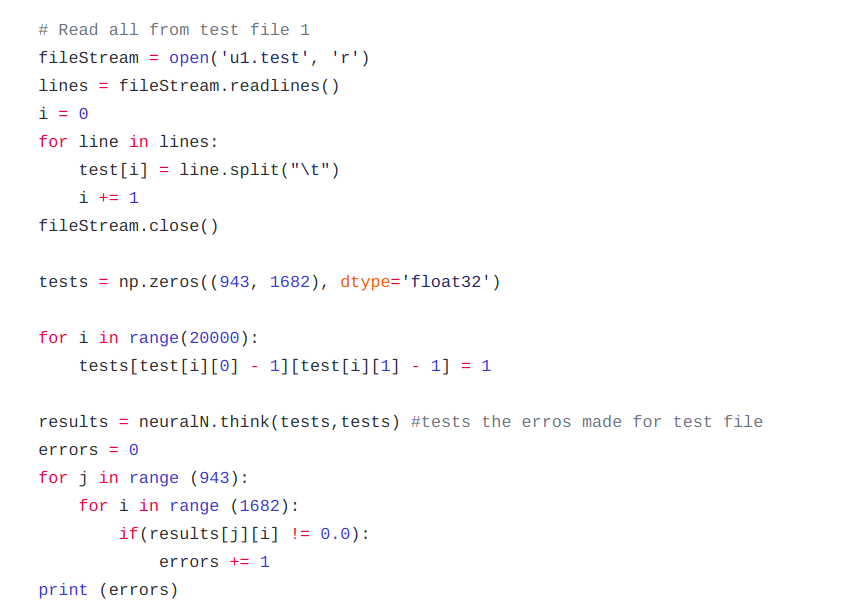 # Read all from test file 1
fileStream = open('u1.test', 'r')
lines = fileStream.readlines()
i = 0
for line in lines:
    test[i] = line.split("\t")
    i += 1
fileStream.close()

tests = np.zeros((943, 1682), dtype='float32')

for i in range(20000):
    tests[test[i][0] - 1][test[i][1] - 1] = 1

results = neuralN.think(tests,tests) #tests the erros made for test file
errors = 0
for j in range (943):
    for i in range (1682):
        if(results[j][i] != 0.0):
            errors += 1
print (errors)